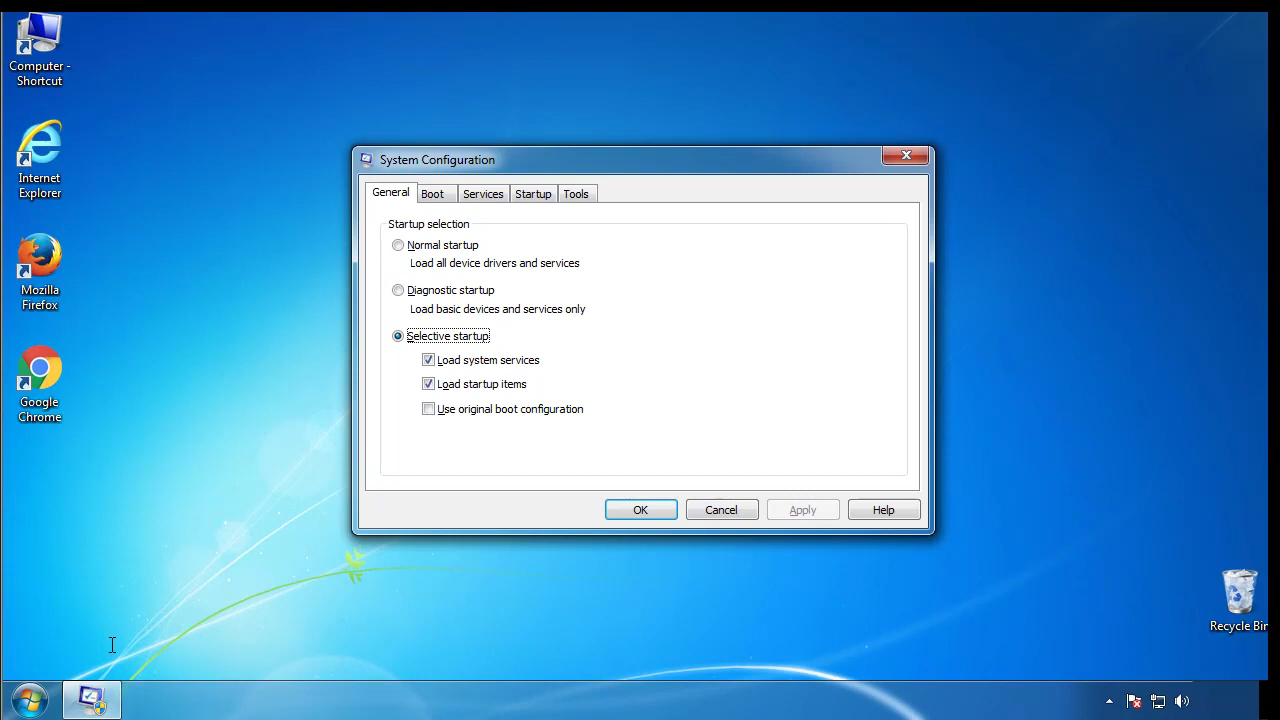 Computer -
Shortcut
Internet
Explorer
Mozilla
Firefox
Google
Chrome
System Configuration
General
Boot
Services
Startup
Tools
Startup selection
Normal startup
Load all device drivers and services
Diagnostic startup
Load basic devices and services only
Selective startup
Load system services
Load startup items
Use original boot configuration
OK
Cancel
Apply
Help
Recycle Bin